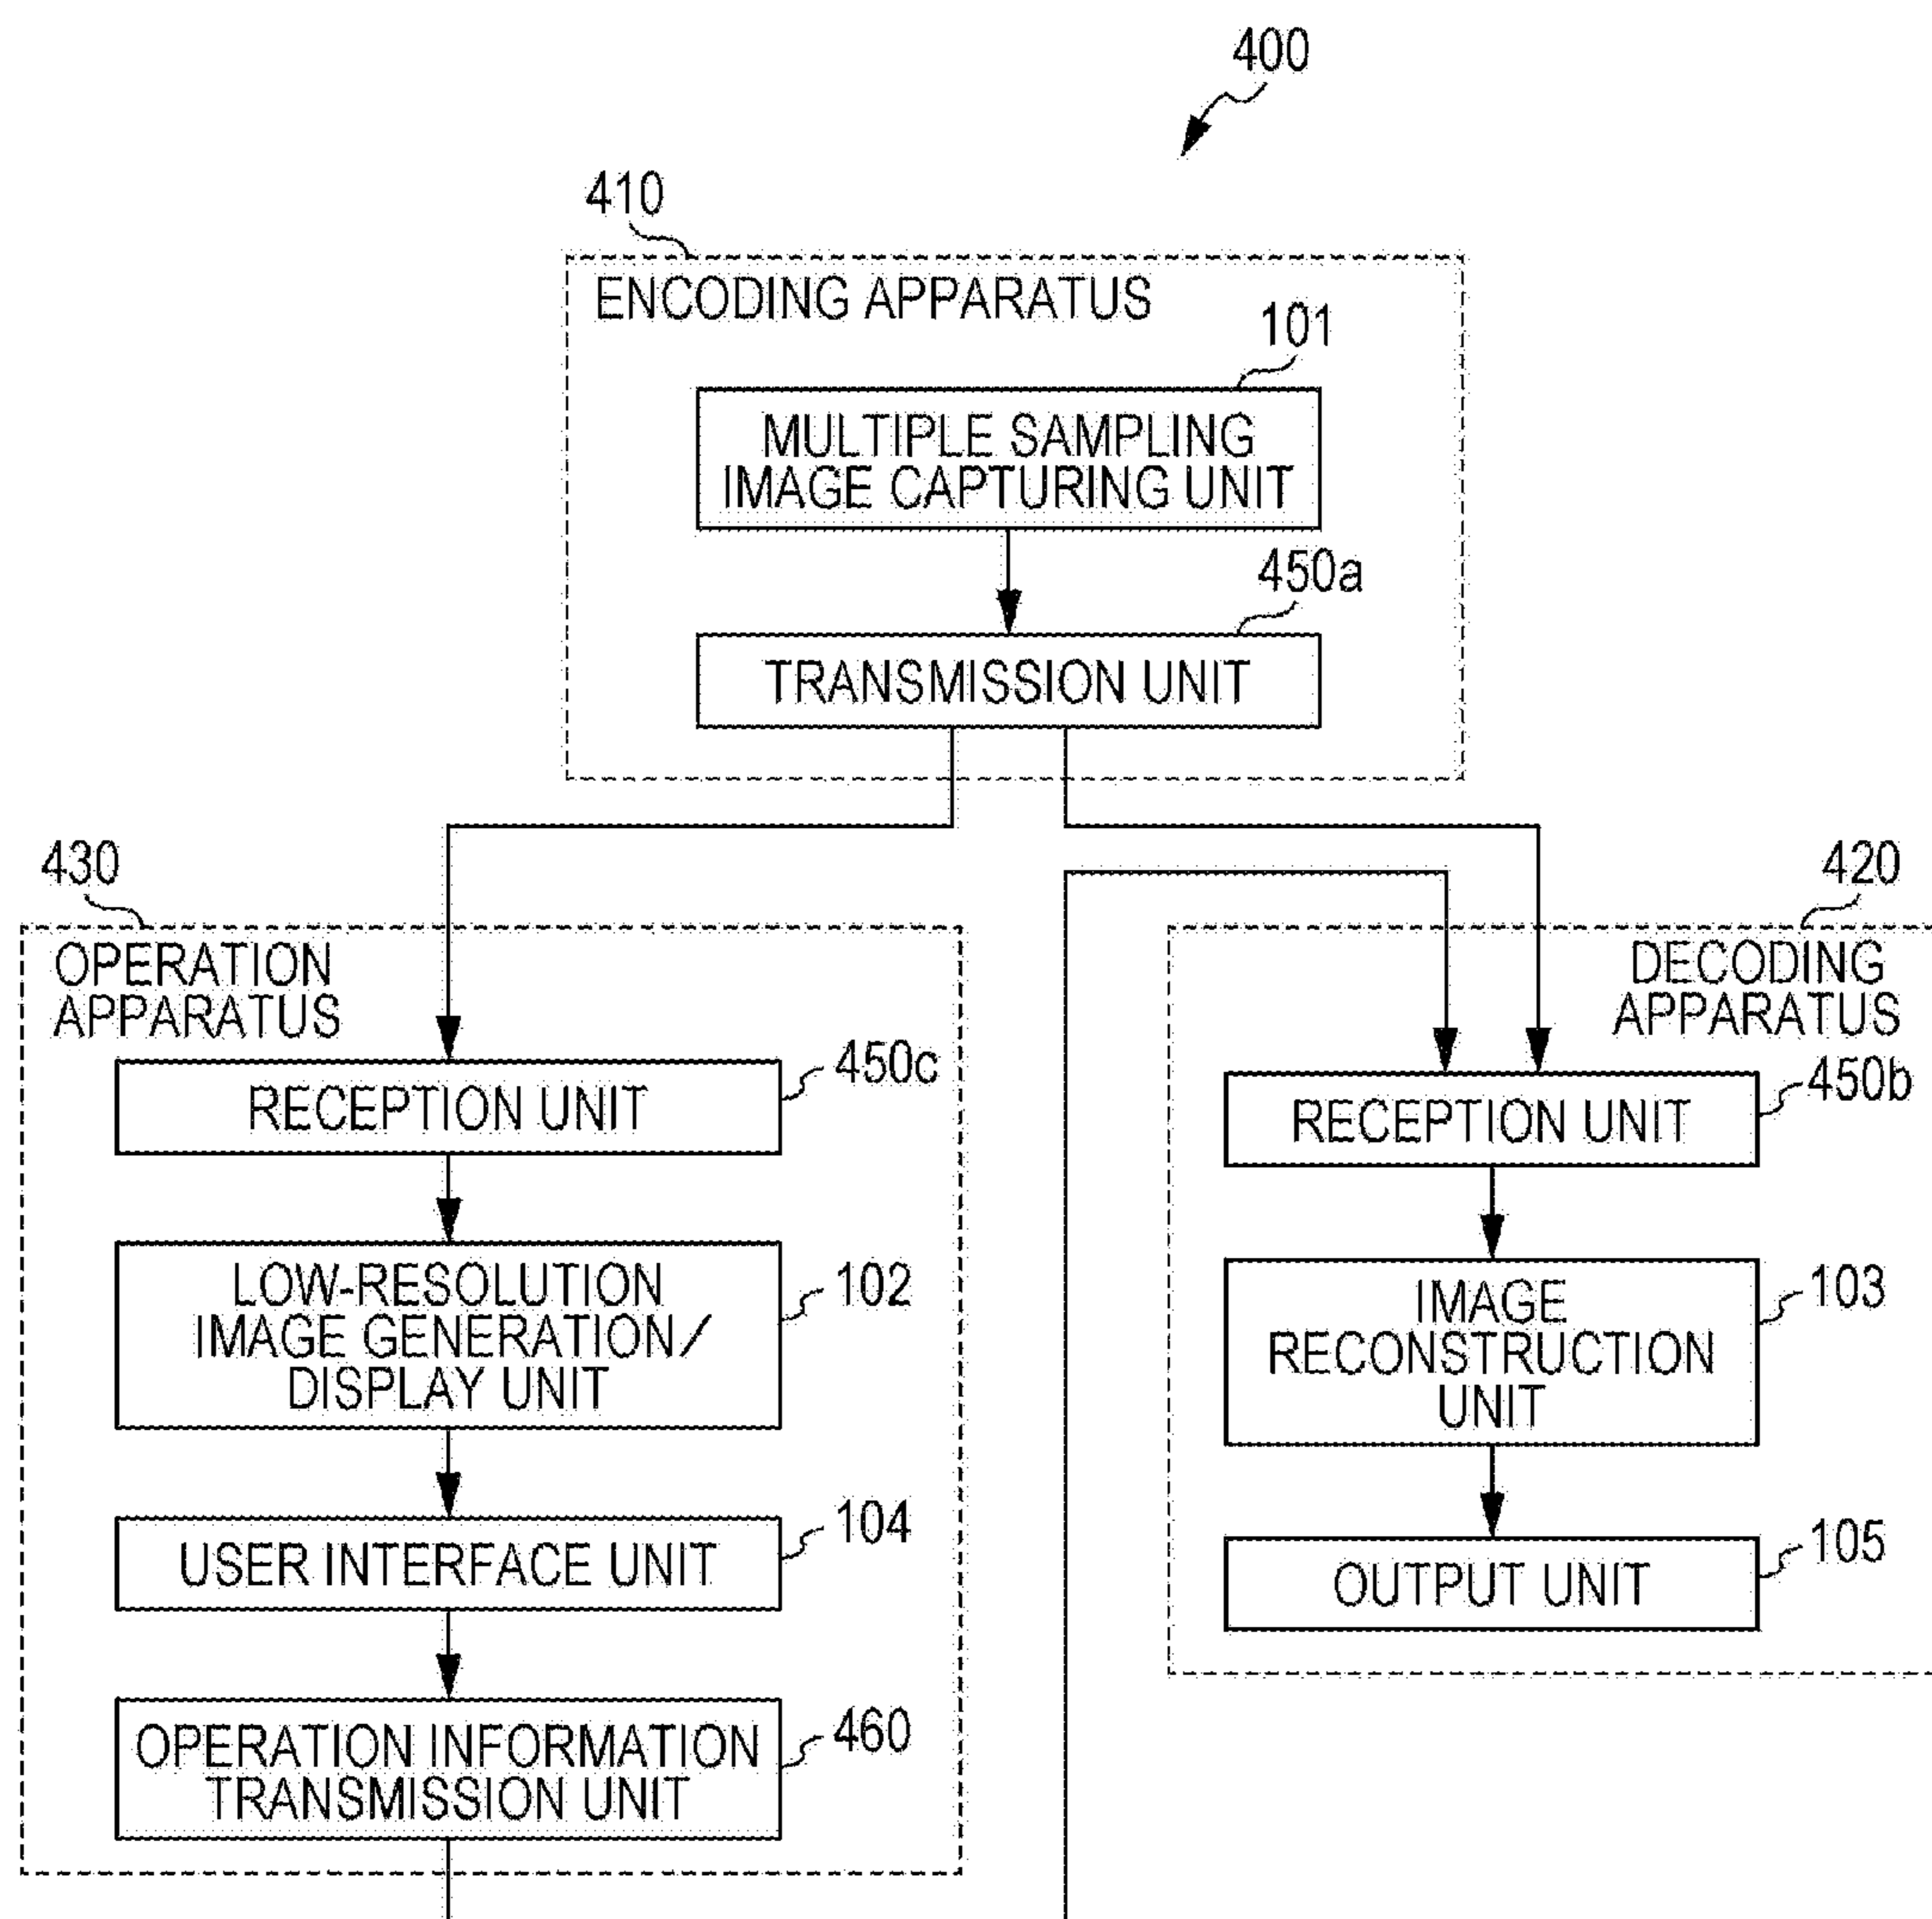 400
410
ENCODING APPARATUS
101
MULTIPLE SAMPLING
IMAGE CAPTURING UNIT
450a
TRANSMISSION UNIT
430
OPERATION
APPARATUS
450c
RECEPTION UNIT
LOW-RESOLUTION
IMAGE GENERATION/
DISPLAY UNIT
102
USER INTERFACE UNIT
104
OPERATION INFORMATION
TRANSMISSION UNIT
460
420
DECODING
APPARATUS
450b
RECEPTION UNIT
IMAGE
RECONSTRUCTION
UNIT
103
OUTPUT UNIT
105